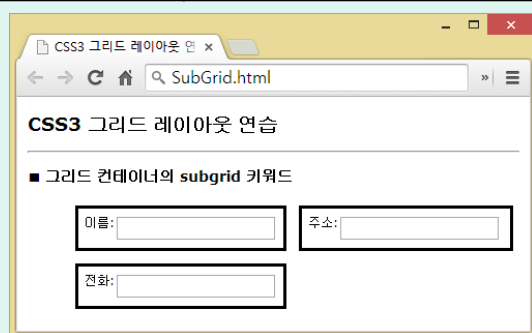 CSS3 그리드 레이아웃 연
SubGrid.html
CSS3 그리드 레이아웃 연습
■ 그리드 컨테이너의 subgrid 키워드
이름: 주소:
전화: